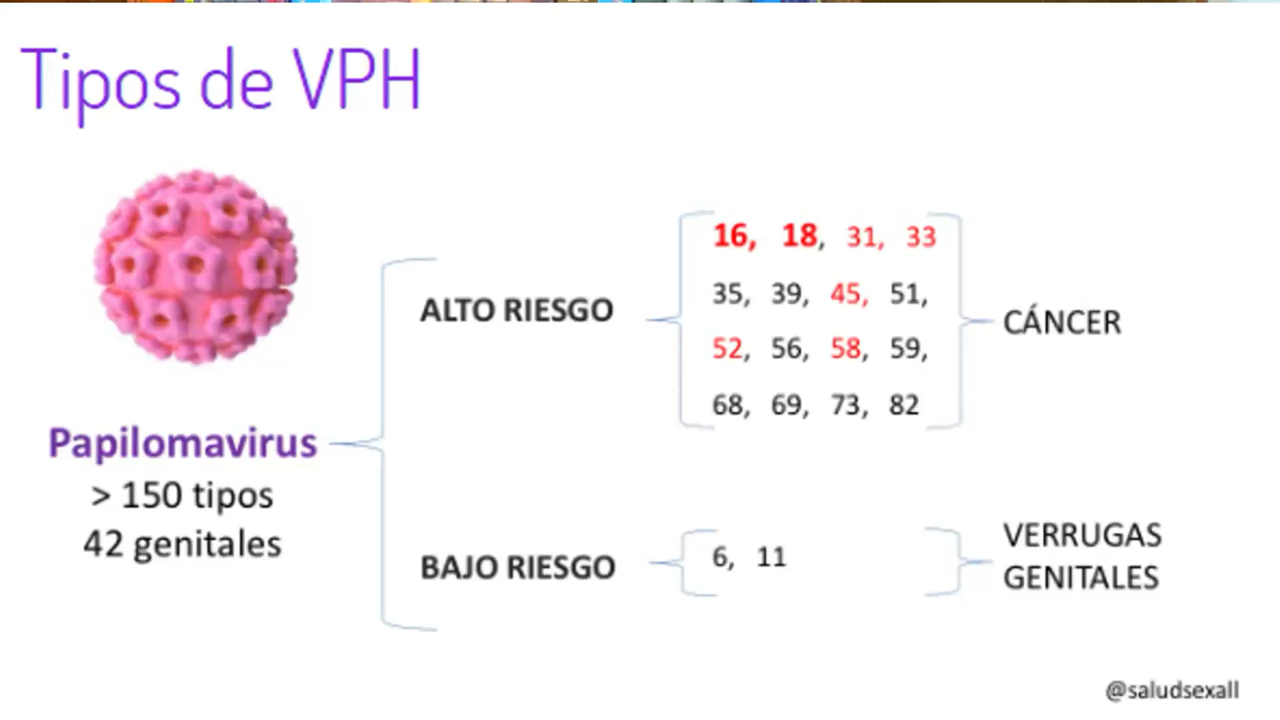 Tipos de VPH
Papilomavirus
> 150 tipos
42 genitales
ALTO RIESGO
16, 18, 31, 33
35, 39, 45, 51,
52, 56, 58, 59,
68, 69, 73, 82
CÁNCER
BAJO RIESGO
6, 11
VERRUGAS
GENITALES
@saludsexall